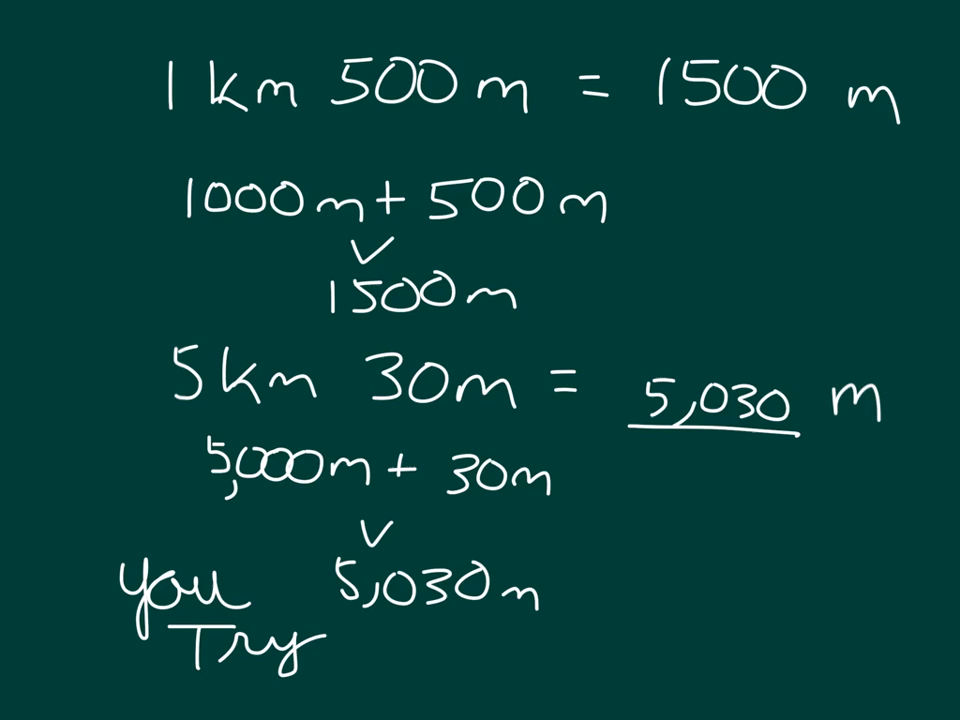 1 km 500 m = 1500 m
1000 m + 500 m
1500 m
5 km 30 m = 5,030 m
5,000 m + 30 m
5,030 m
you
Try